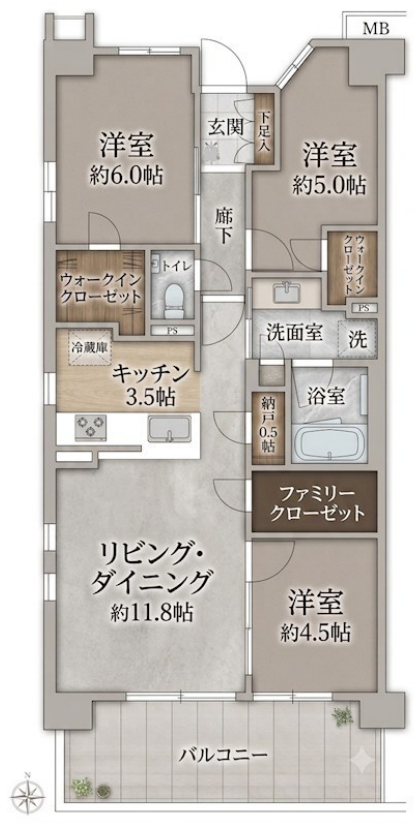 MB
洋室
約6.0帖
玄関
下足入
洋室
約5.0帖
廊下
ウォークイン
クローゼット
トイレ
PS
ウォークイン
クローゼット
PS
冷蔵庫
キッチン
3.5帖
洗面室
洗
浴室
納戸0.5帖
ファミリー
クローゼット
リビング・
ダイニング
約11.8帖
洋室
約4.5帖
バルコニー
N